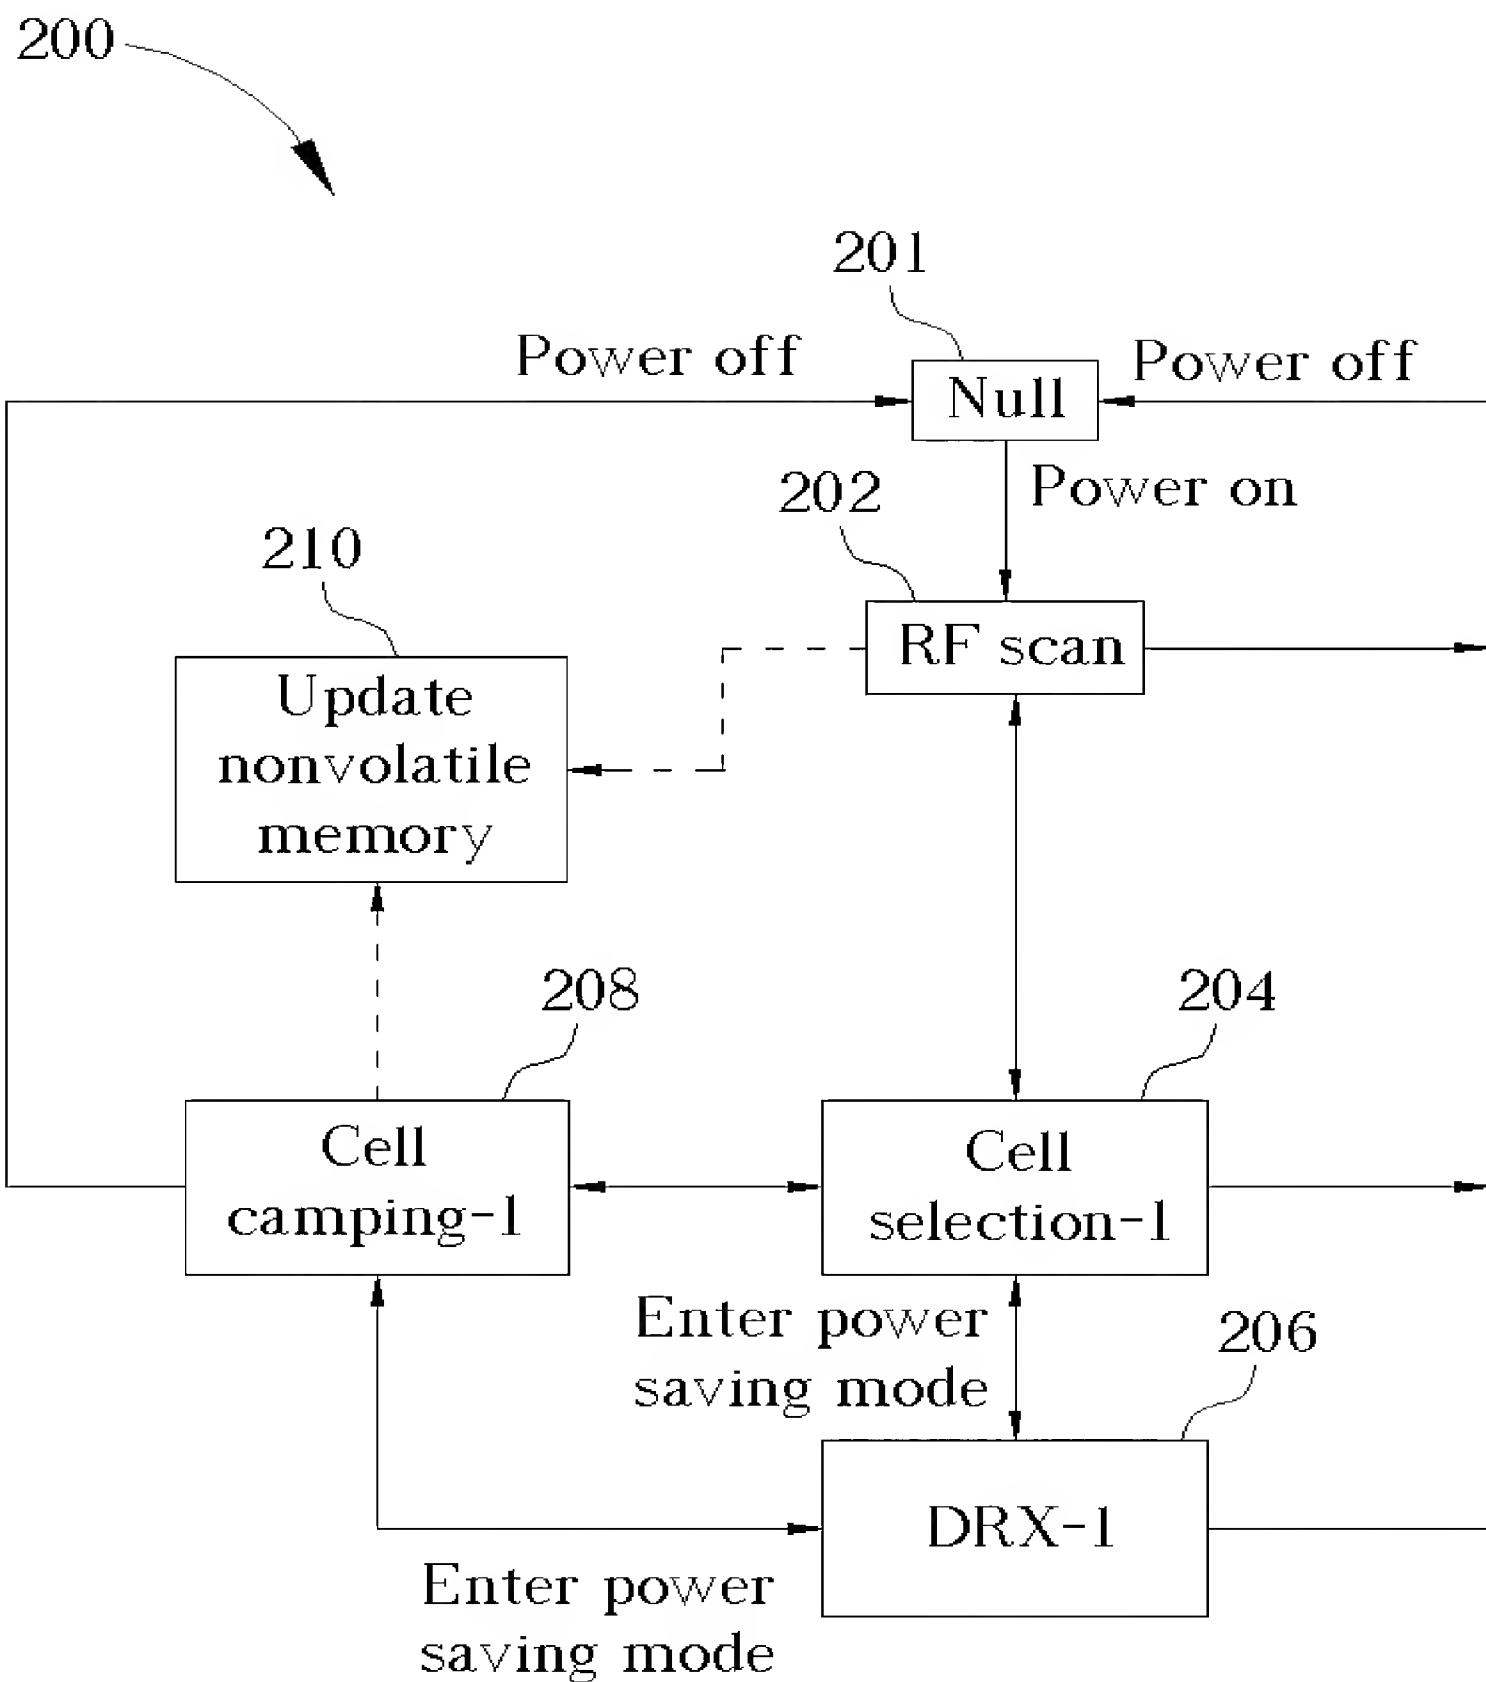 200
201
Power off
Null
Power off
202
Power on
210
RF scan
Update
nonvolatile
memory
208
204
Cell
camping-1
Cell
selection-1
Enter power
saving mode
206
DRX-1
Enter power
saving mode